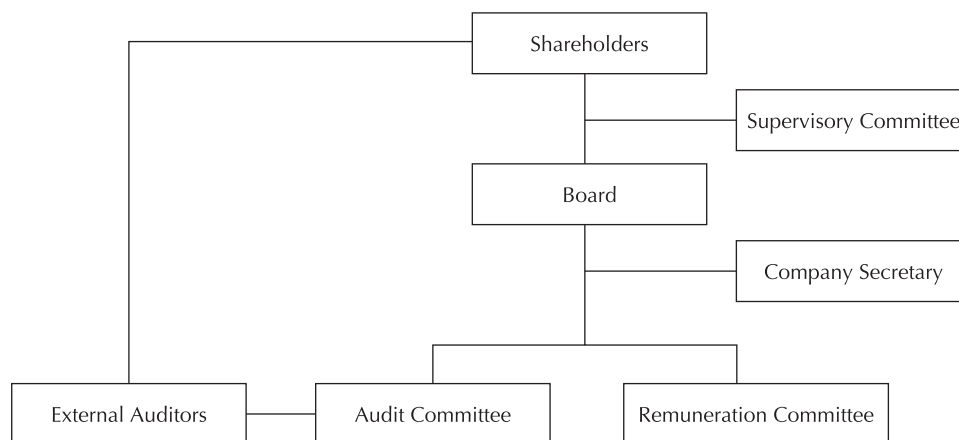 Shareholders
Supervisory Committee
Board
Company Secretary
External Auditors
Audit Committee
Remuneration Committee